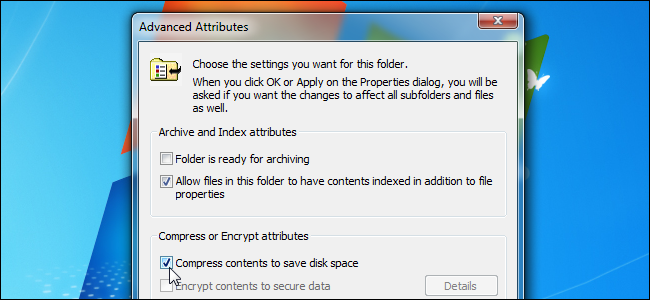 Advanced Attributes
Choose the settings you want for this folder.
When you click OK or Apply on the Properties dialog, you will be
asked if you want the changes to affect all subfolders and files
as well.
Archive and Index attributes
Folder is ready for archiving
Allow files in this folder to have contents indexed in addition to file
properties
Compress or Encrypt attributes
Compress contents to save disk space
Encrypt contents to secure data
Details